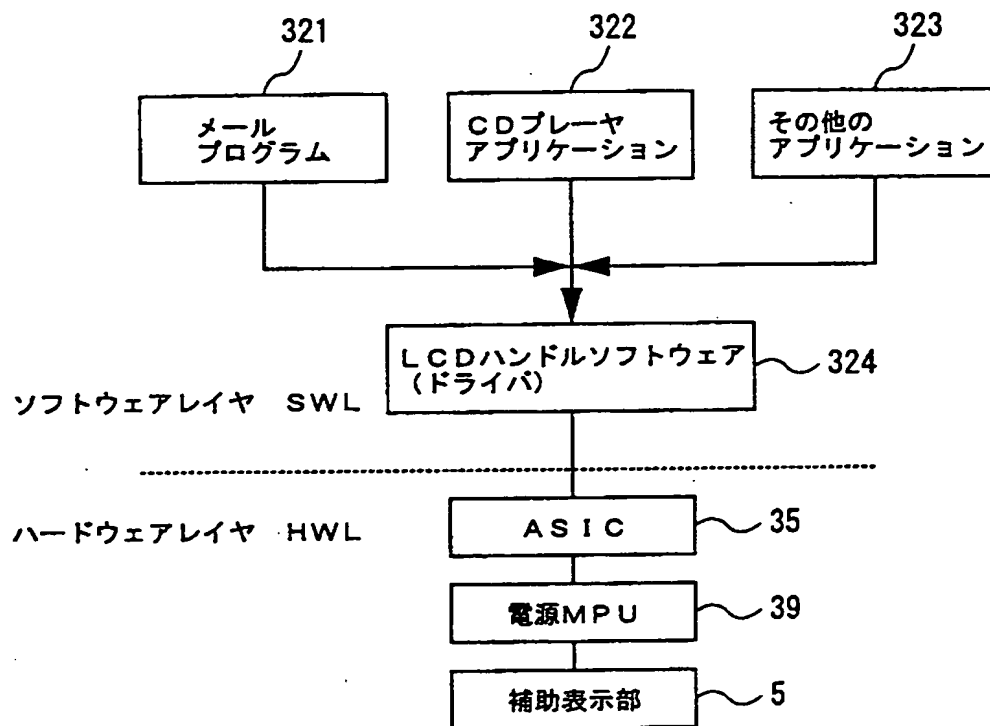 321
322
323
メール
プログラム
ＣＤプレーヤ
アプリケーション
その他の
アプリケーション
ＬＣＤハンドルソフトウェア
（ドライバ）
324
ソフトウェアレイヤ　ＳＷＬ
ハードウェアレイヤ　ＨＷＬ
ＡＳＩＣ
35
電源ＭＰＵ
39
補助表示部
5